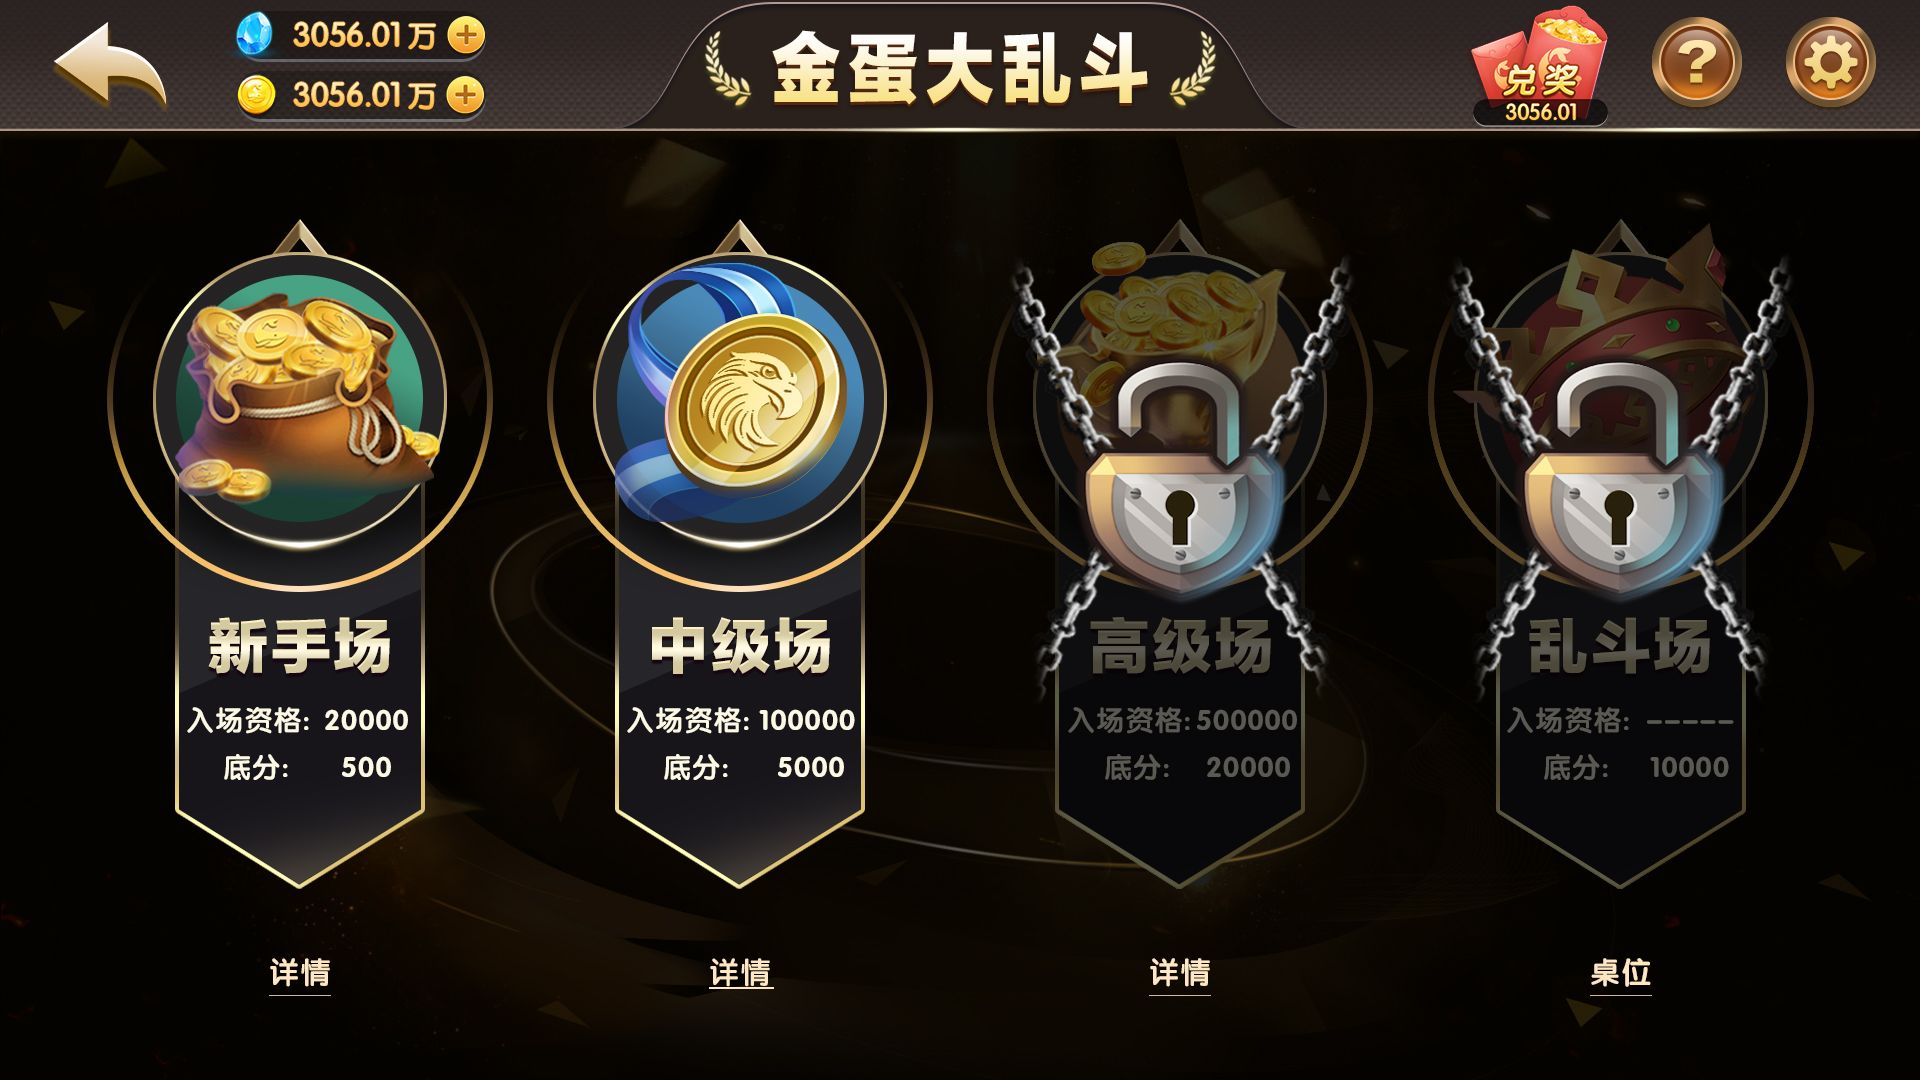 3056.01万
3056.01万
金蛋大乱斗
兑奖
3056.01
?
新手场
入场资格: 20000
底分: 500
详情
中级场
入场资格: 100000
底分: 5000
详情
高级场
入场资格: 500000
底分: 20000
详情
乱斗场
入场资格: -----
底分: 10000
桌位